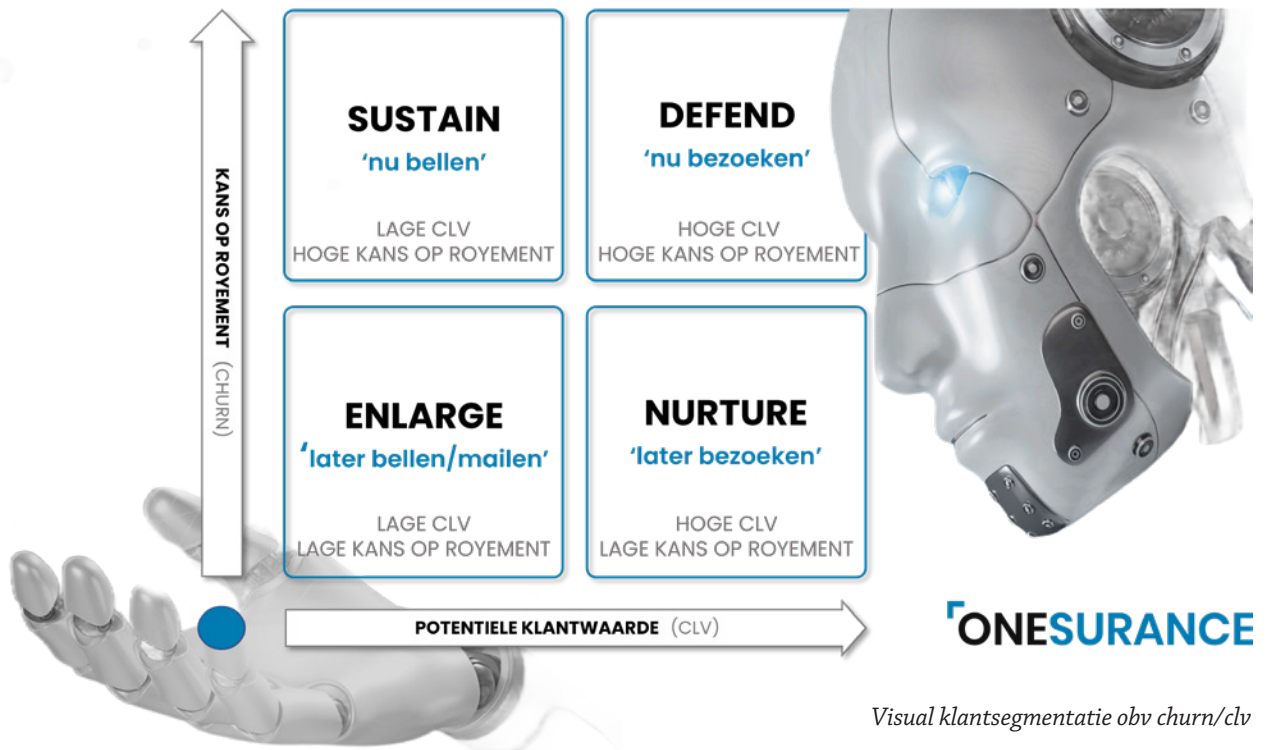 KANS OP ROYEMENT (CHURN)
SUSTAIN
‘nu bellen’
LAGE CLV
HOGE KANS OP ROYEMENT
DEFEND
‘nu bezoeken’
HOGE CLV
HOGE KANS OP ROYEMENT
ENLARGE
‘later bellen/mailen’
LAGE CLV
LAGE KANS OP ROYEMENT
NURTURE
‘later bezoeken’
HOGE CLV
LAGE KANS OP ROYEMENT
POTENTIELE KLANTWAARDE (CLV)
ONESURANCE
Visual klantsegmentatie obv churn/clv